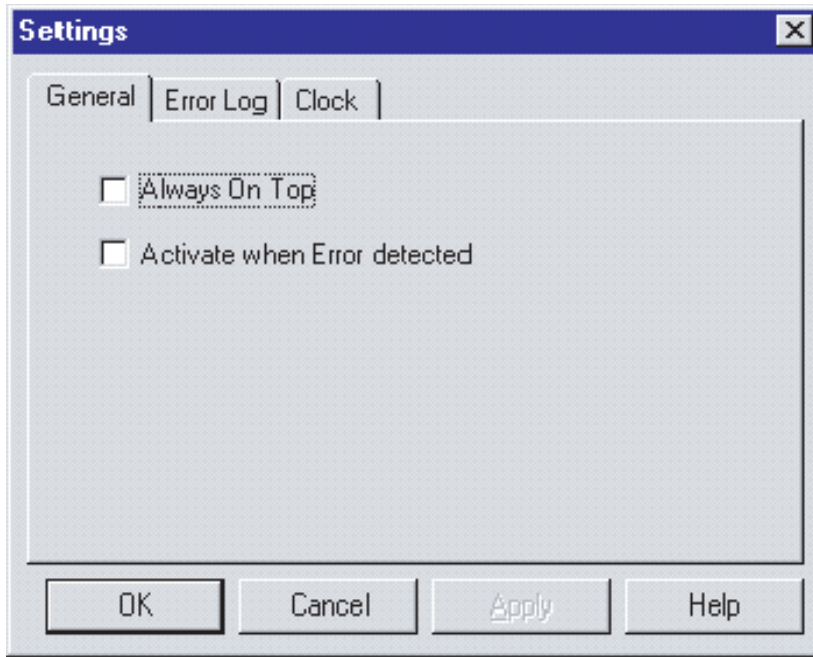 Settings
General Error Log Clock
Always On Top
Activate when Error detected
OK Cancel Apply Help